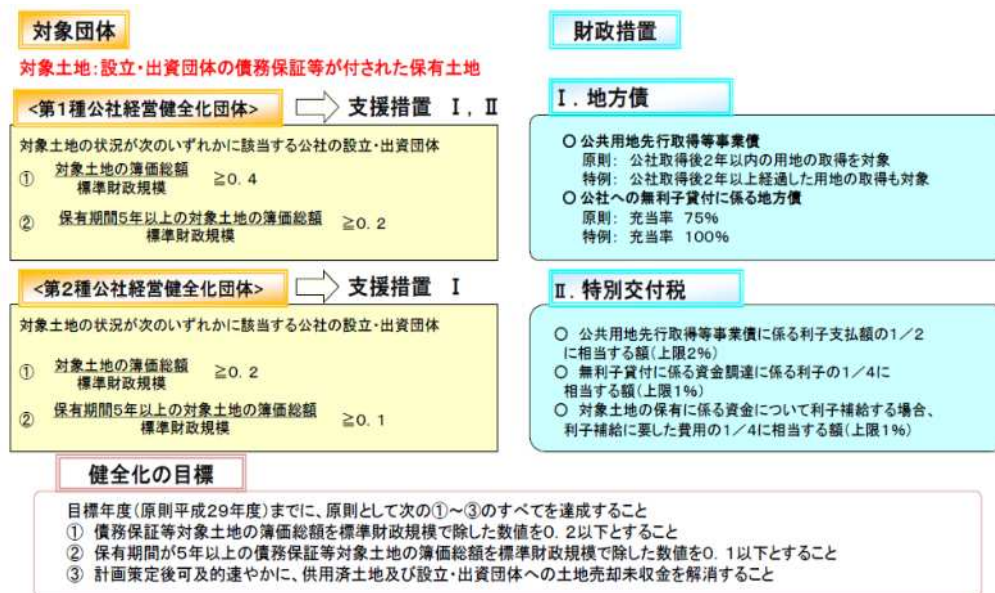 対象団体
対象土地:設立・出資団体の債務保証等が付された保有土地
<第1種公社経営健全化団体>
支援措置 Ⅰ,Ⅱ
対象土地の状況が次のいずれかに該当する公社の設立・出資団体
① 対象土地の簿価総額
標準財政規模
≧0.4
② 保有期間5年以上の対象土地の簿価総額
標準財政規模
≧0.2
<第2種公社経営健全化団体>
支援措置 Ⅰ
対象土地の状況が次のいずれかに該当する公社の設立・出資団体
① 対象土地の簿価総額
標準財政規模
≧0.2
② 保有期間5年以上の対象土地の簿価総額
標準財政規模
≧0.1
財政措置
Ⅰ.地方債
○ 公共用地先行取得等事業債
原則: 公社取得後2年以内の用地の取得を対象
特例: 公社取得後2年以上経過した用地の取得も対象
○ 公社への無利子貸付に係る地方債
原則: 充当率 75%
特例: 充当率 100%
Ⅱ.特別交付税
○ 公共用地先行取得等事業債に係る利子支払額の1/2
に相当する額(上限2%)
○ 無利子貸付に係る資金調達に係る利子の1/4に
相当する額(上限1%)
○ 対象土地の保有に係る資金について利子補給する場合、
利子補給に要した費用の1/4に相当する額(上限1%)
健全化の目標
目標年度(原則平成29年度)までに、原則として次の①~③のすべてを達成すること
① 債務保証等対象土地の簿価総額を標準財政規模で除した数値を0.2以下とすること
② 保有期間が5年以上の債務保証等対象土地の簿価総額を標準財政規模で除した数値を0.1以下とすること
③ 計画策定後可及的速やかに、供用済土地及び設立・出資団体への土地売却未収金を解消すること